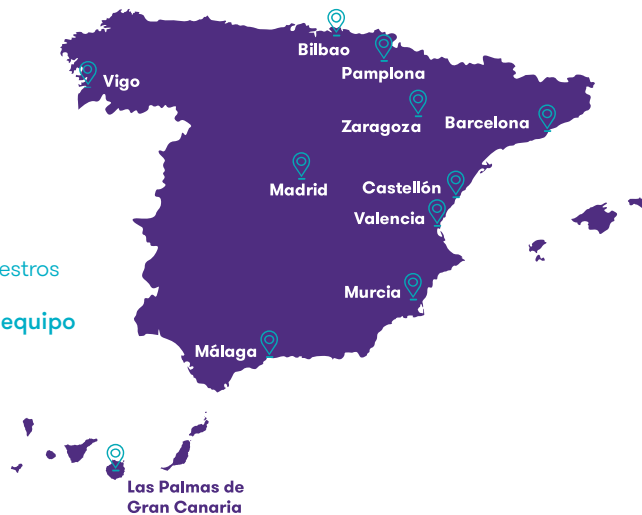 Bilbao
Pamplona
Vigo
Zaragoza
Barcelona
Madrid
Castellón
Valencia
estros
equipo
Murcia
Málaga
Las Palmas de
Gran Canaria